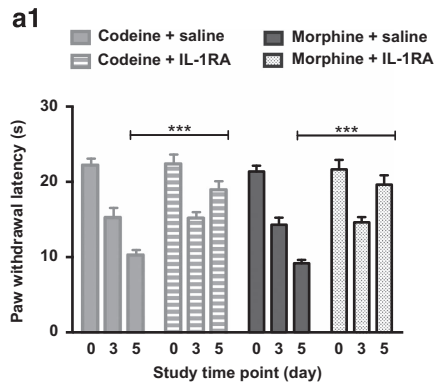 a1
Codeine + saline
Morphine + saline
Codeine + IL-1RA
Morphine + IL-1RA
30
20
10
0
*** ***
0 3 5 0 3 5 0 3 5 0 3 5
Paw withdrawal latency (s)
Study time point (day)